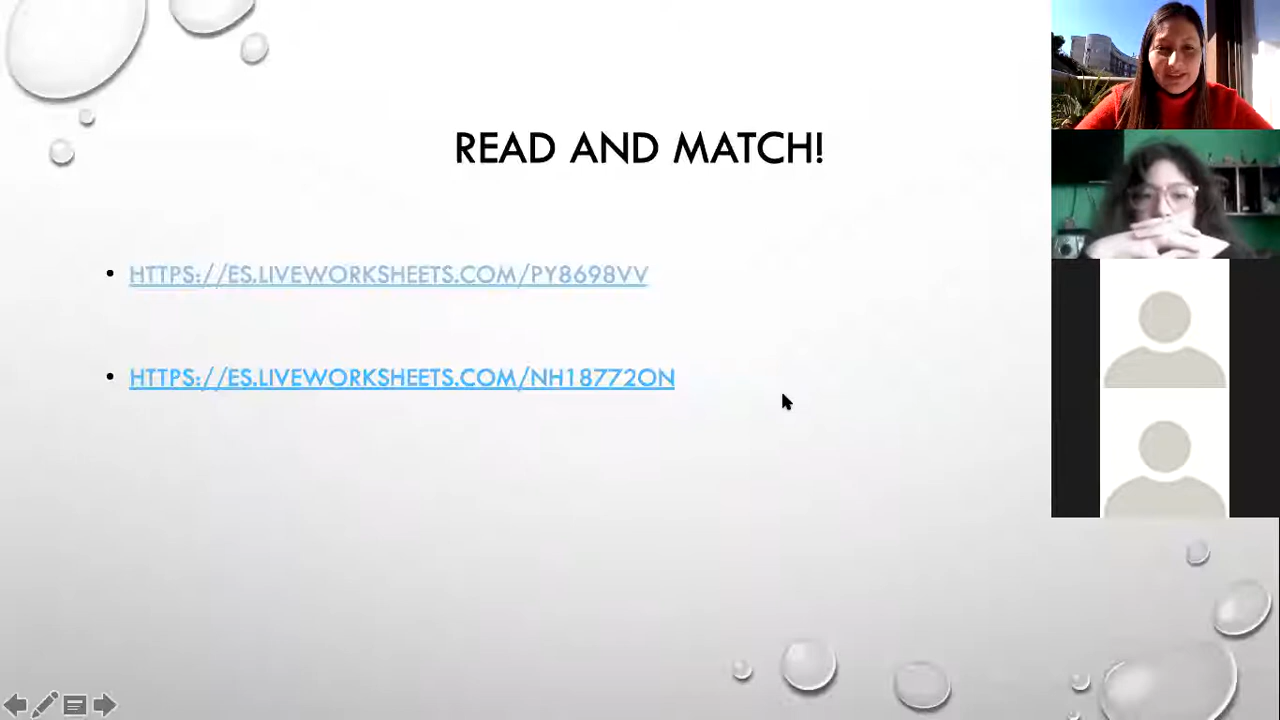 READ AND MATCH!
• HTTPS://ES.LIVEWORKSHEETS.COM/PY8698VV
• HTTPS://ES.LIVEWORKSHEETS.COM/NH18772ON